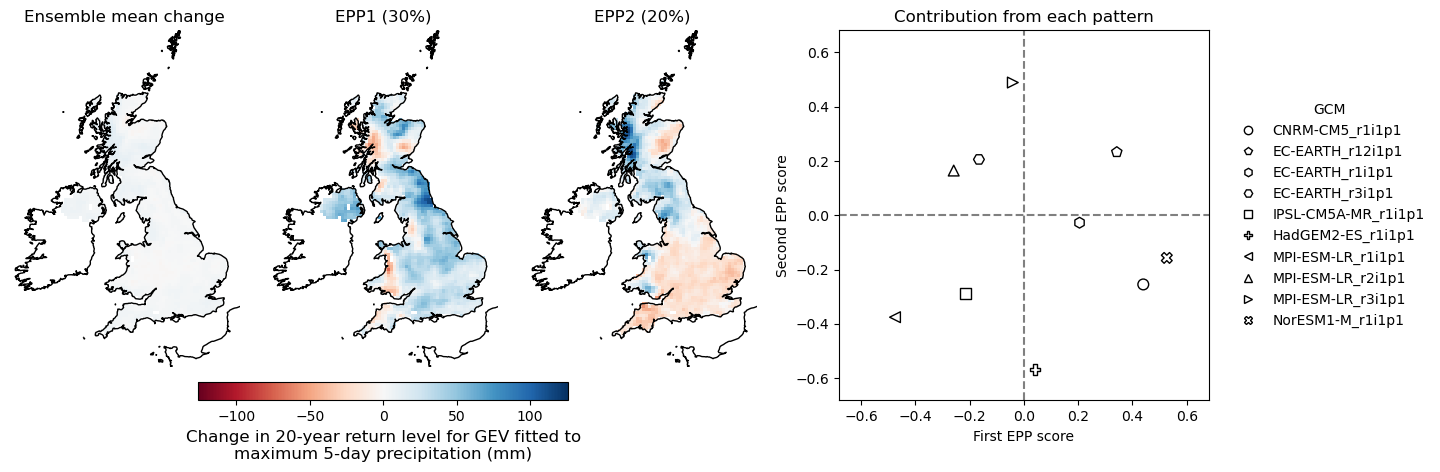 Ensemble mean change
EPP1 (30%)
EPP2 (20%)
−100 −50 0 50 100
Change in 20-year return level for GEV fitted to
maximum 5-day precipitation (mm)
Contribution from each pattern
Second EPP score
0.6
0.4
0.2
0.0
−0.2
−0.4
−0.6
−0.6 −0.4 −0.2 0.0 0.2 0.4 0.6
First EPP score
GCM
CNRM-CM5_r1i1p1
EC-EARTH_r12i1p1
EC-EARTH_r1i1p1
EC-EARTH_r3i1p1
IPSL-CM5A-MR_r1i1p1
HadGEM2-ES_r1i1p1
MPI-ESM-LR_r1i1p1
MPI-ESM-LR_r2i1p1
MPI-ESM-LR_r3i1p1
NorESM1-M_r1i1p1